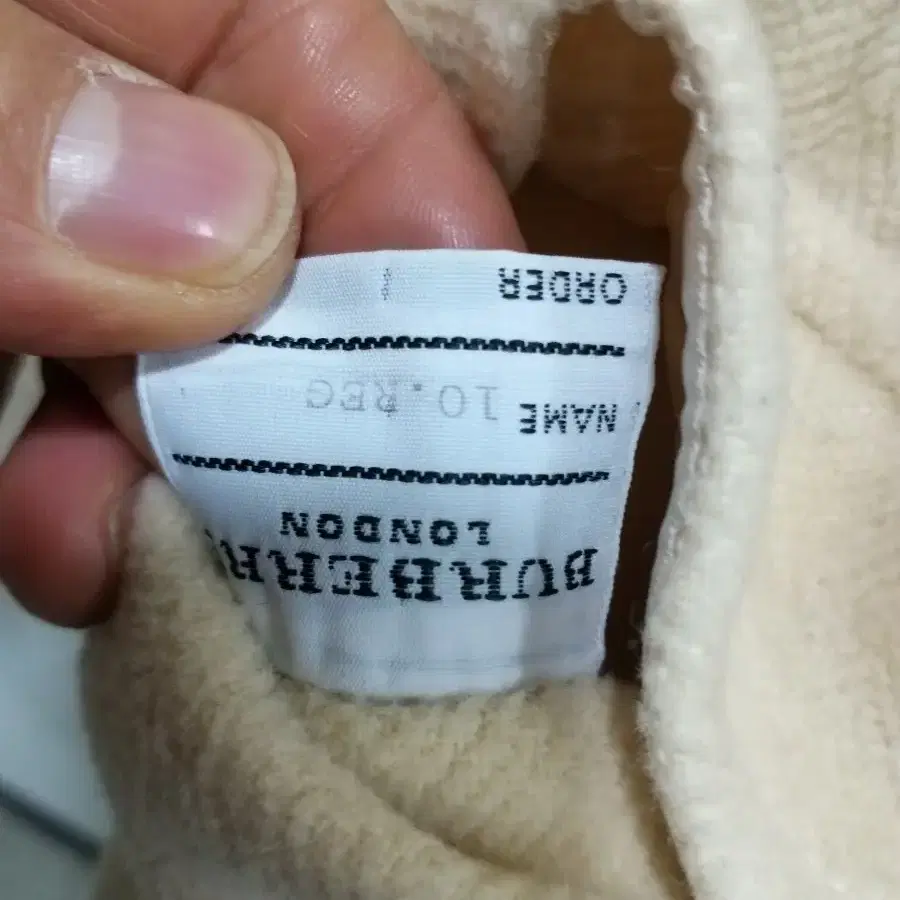 BURBERR
LONDON
NAME 10.REG
ORDER